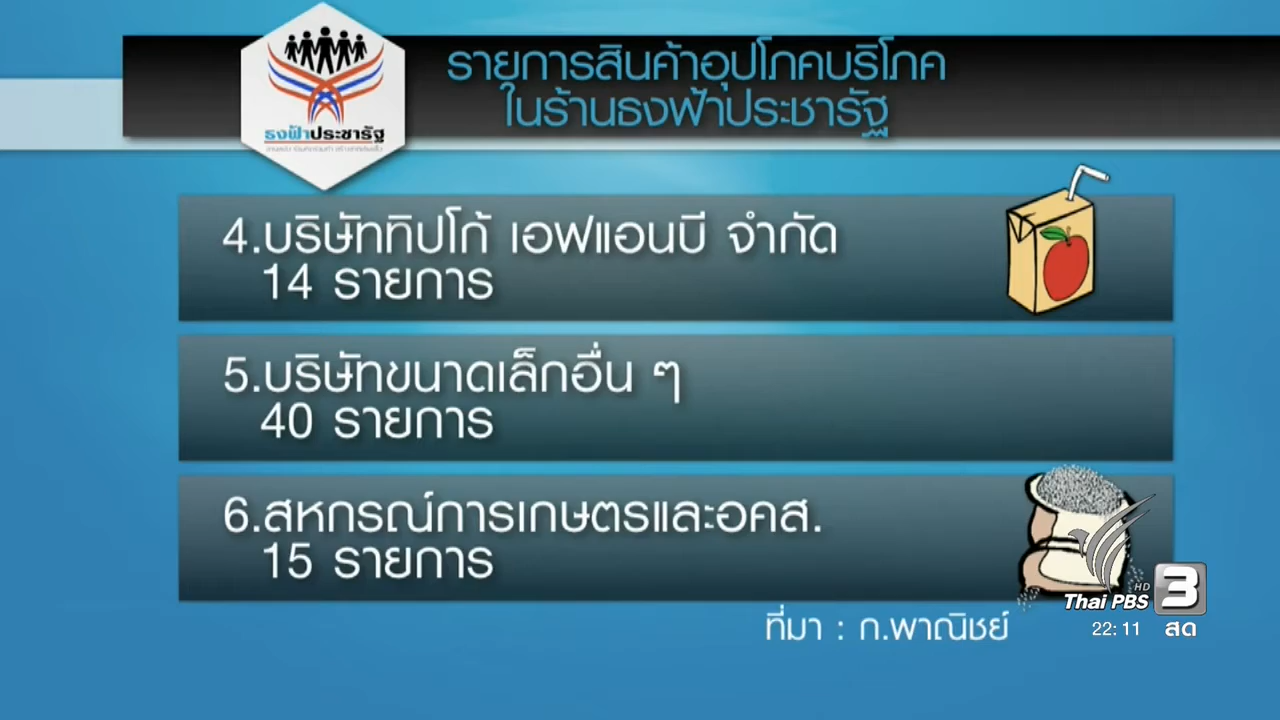 รายการสินค้าอุปโภคบริโภค
ในร้านธงฟ้าประชารัฐ
ธงฟ้าประชารัฐ
4.บริษัททิปโก้ เอฟแอนบี จำกัด
14 รายการ
5.บริษัทขนาดเล็กอื่น ๆ
40 รายการ
6.สหกรณ์การเกษตรและอคส.
15 รายการ
ที่มา : ก.พาณิชย์
Thai PBS HD 3
22:11 สด